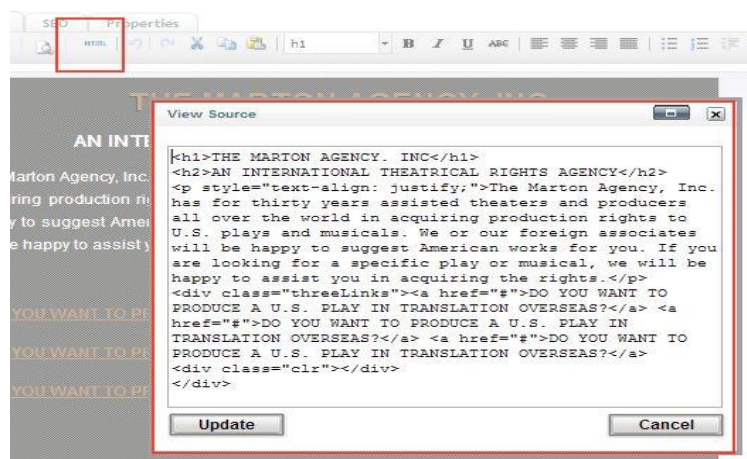 SEO Properties
HTML h1 B I U ABC
THE MARTON AGENCY, INC
View Source
AN INTE
Marton Agency, Inc.
ring production ri
y to suggest Amer
e happy to assist y
<h1>THE MARTON AGENCY. INC</h1>
<h2>AN INTERNATIONAL THEATRICAL RIGHTS AGENCY</h2>
<p style="text-align: justify;">The Marton Agency, Inc.
has for thirty years assisted theaters and producers
all over the world in acquiring production rights to
U.S. plays and musicals. We or our foreign associates
will be happy to suggest American works for you. If you
are looking for a specific play or musical, we will be
happy to assist you in acquiring the rights.</p>
<div class="threeLinks"><a href="#">DO YOU WANT TO
PRODUCE A U.S. PLAY IN TRANSLATION OVERSEAS?</a> <a
href="#">DO YOU WANT TO PRODUCE A U.S. PLAY IN
TRANSLATION OVERSEAS?</a> <a href="#">DO YOU WANT TO
PRODUCE A U.S. PLAY IN TRANSLATION OVERSEAS?</a>
<div class="clr"></div>
</div>
YOU WANT TO PR
YOU WANT TO PR
YOU WANT TO PR
Update Cancel